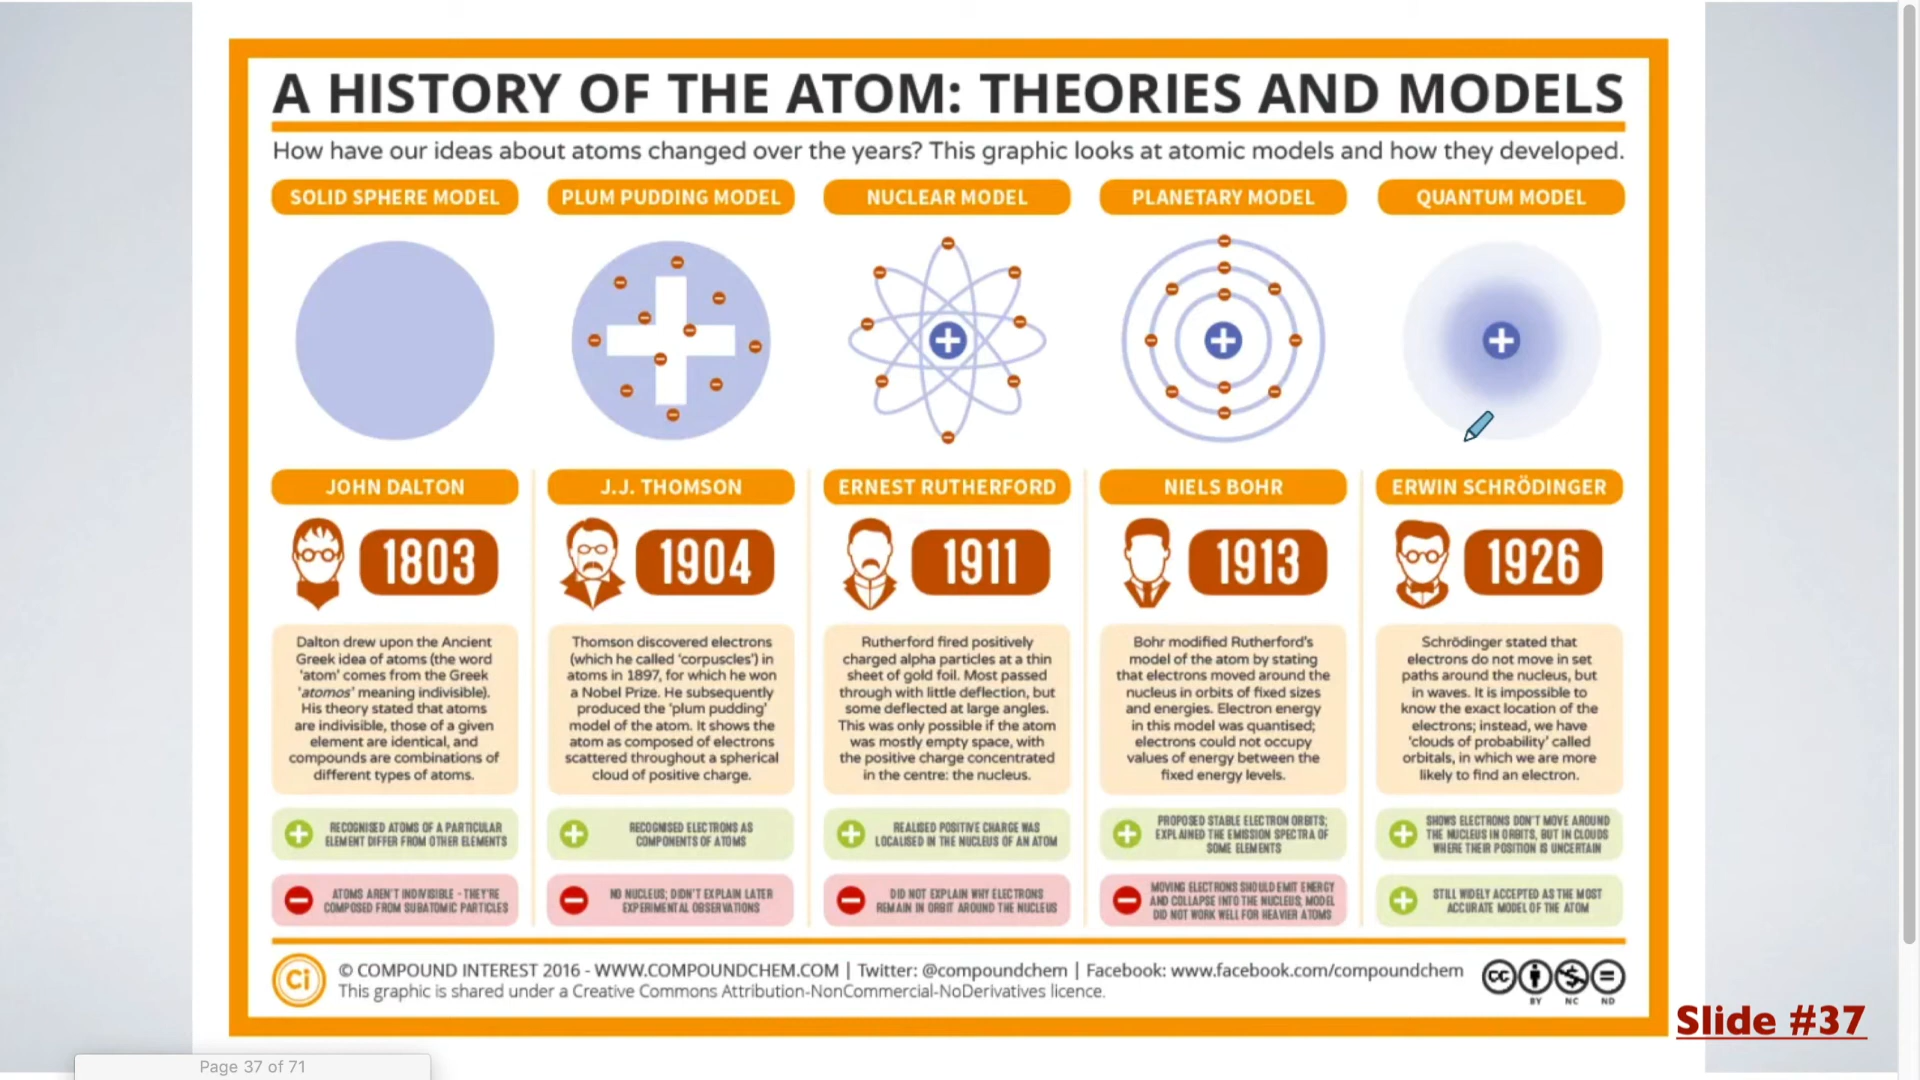 A HISTORY OF THE ATOM: THEORIES AND MODELS
How have our ideas about atoms changed over the years? This graphic looks at atomic models and how they developed.
SOLID SPHERE MODEL
PLUM PUDDING MODEL
NUCLEAR MODEL
PLANETARY MODEL
QUANTUM MODEL
JOHN DALTON
1803
Dalton drew upon the Ancient
Greek idea of atoms (the word
'atom' comes from the Greek
'atomos' meaning indivisible).
His theory stated that atoms
are indivisible, those of a given
element are identical, and
compounds are combinations of
different types of atoms.
RECOGNISED ATOMS OF A PARTICULAR
ELEMENT DIFFER FROM OTHER ELEMENTS
ATOMS AREN'T INDIVISIBLE - THEY'RE
COMPOSED FROM SUBATOMIC PARTICLES
J.J. THOMSON
1904
Thomson discovered electrons
(which he called 'corpuscles') in
atoms in 1897, for which he won
a Nobel Prize. He subsequently
produced the 'plum pudding'
model of the atom. It shows the
atom as composed of electrons
scattered throughout a spherical
cloud of positive charge.
RECOGNISED ELECTRONS AS
COMPONENTS OF ATOMS
NO NUCLEUS; DIDN'T EXPLAIN LATER
EXPERIMENTAL OBSERVATIONS
ERNEST RUTHERFORD
1911
Rutherford fired positively
charged alpha particles at a thin
sheet of gold foil. Most passed
through with little deflection, but
some deflected at large angles.
This was only possible if the atom
was mostly empty space, with
the positive charge concentrated
in the centre: the nucleus.
REALISED POSITIVE CHARGE WAS
LOCALISED IN THE NUCLEUS OF AN ATOM
DID NOT EXPLAIN WHY ELECTRONS
REMAIN IN ORBIT AROUND THE NUCLEUS
NIELS BOHR
1913
Bohr modified Rutherford's
model of the atom by stating
that electrons moved around the
nucleus in orbits of fixed sizes
and energies. Electron energy
in this model was quantised;
electrons could not occupy
values of energy between the
fixed energy levels.
PROPOSED STABLE ELECTRON ORBITS;
EXPLAINED THE EMISSION SPECTRA OF
SOME ELEMENTS
MOVING ELECTRONS SHOULD EMIT ENERGY
AND COLLAPSE INTO THE NUCLEUS; MODEL
DID NOT WORK WELL FOR HEAVIER ATOMS
ERWIN SCHRÖDINGER
1926
Schrödinger stated that
electrons do not move in set
paths around the nucleus, but
in waves. It is impossible to
know the exact location of the
electrons; instead, we have
'clouds of probability' called
orbitals, in which we are more
likely to find an electron.
SHOWS ELECTRONS DON'T MOVE AROUND
THE NUCLEUS IN ORBITS, BUT IN CLOUDS
WHERE THEIR POSITION IS UNCERTAIN
STILL WIDELY ACCEPTED AS THE MOST
ACCURATE MODEL OF THE ATOM
Ci
© COMPOUND INTEREST 2016 - WWW.COMPOUNDCHEM.COM | Twitter: @compoundchem | Facebook: www.facebook.com/compoundchem
This graphic is shared under a Creative Commons Attribution-NonCommercial-NoDerivatives licence.
CC
BY NC ND
Slide #37
Page 37 of 71